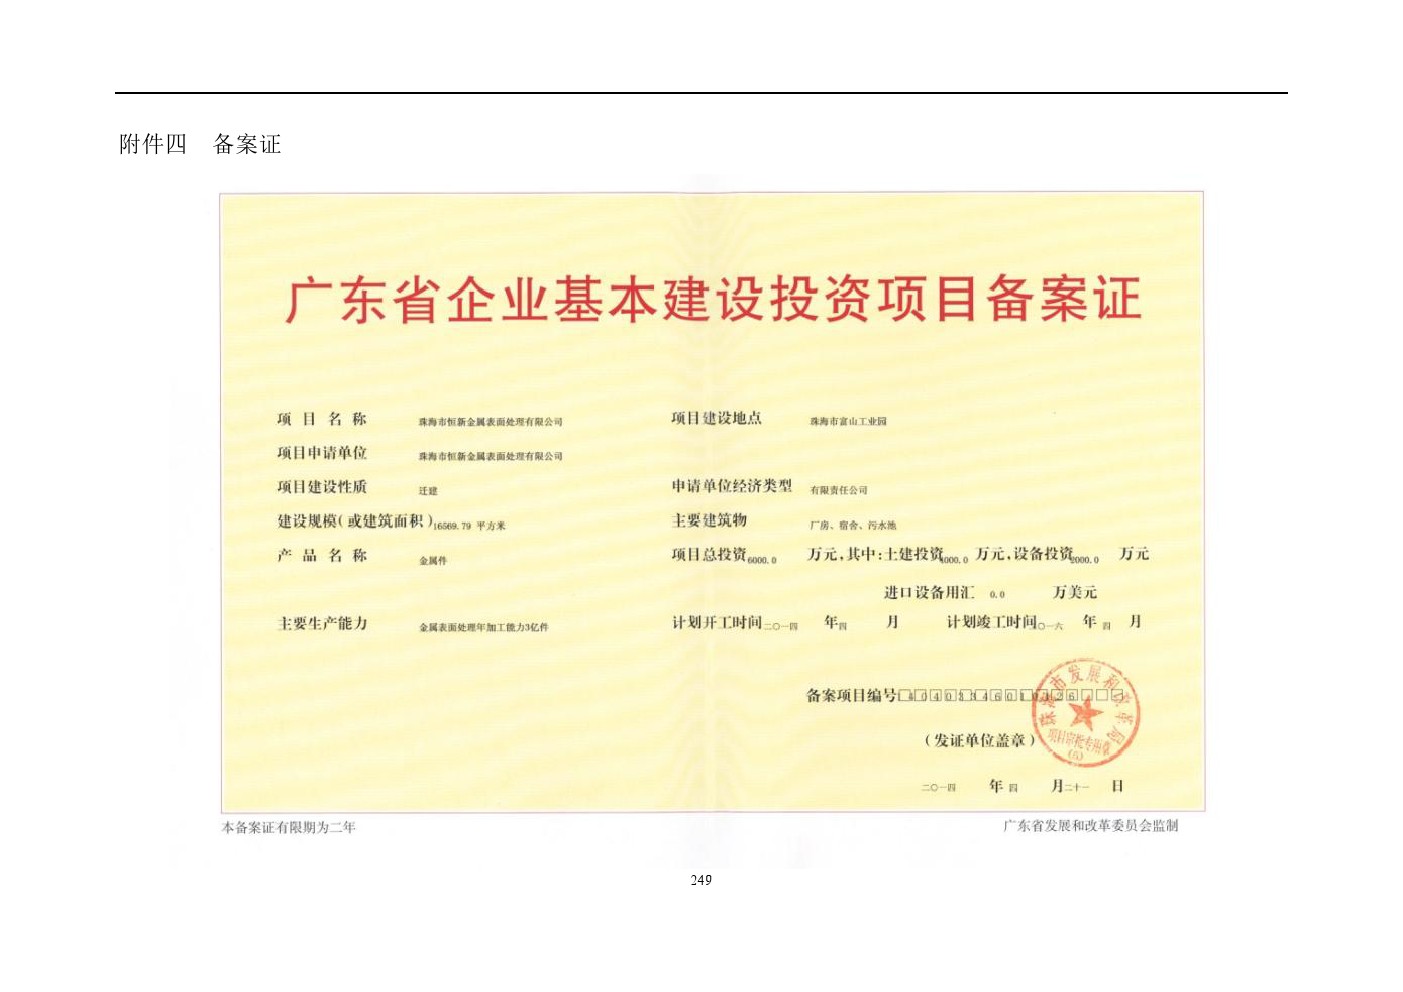 附件四 备案证
广东省企业基本建设投资项目备案证
项目名称 珠海市恒新金属表面处理有限公司 项目建设地点 珠海市富山工业园
项目申请单位 珠海市恒新金属表面处理有限公司
项目建设性质 迁建 申请单位经济类型 有限责任公司
建设规模(或建筑面积) 16569.79 平方米 主要建筑物 厂房、宿舍、污水池
产品名称 金属件 项目总投资 6000.0 万元,其中:土建投资 4000.0 万元,设备投资 2000.0 万元
进口设备用汇 0.0 万美元
主要生产能力 金属表面处理年加工能力3亿件 计划开工时间 二〇一四 年 四 月 计划竣工时间 〇一六 年 四 月
珠海市发展和改革局
备案项目编号
项目审批专用章
(发证单位盖章)
二〇一四 年 四 月 二十一 日
本备案证有限期为二年 广东省发展和改革委员会监制
249